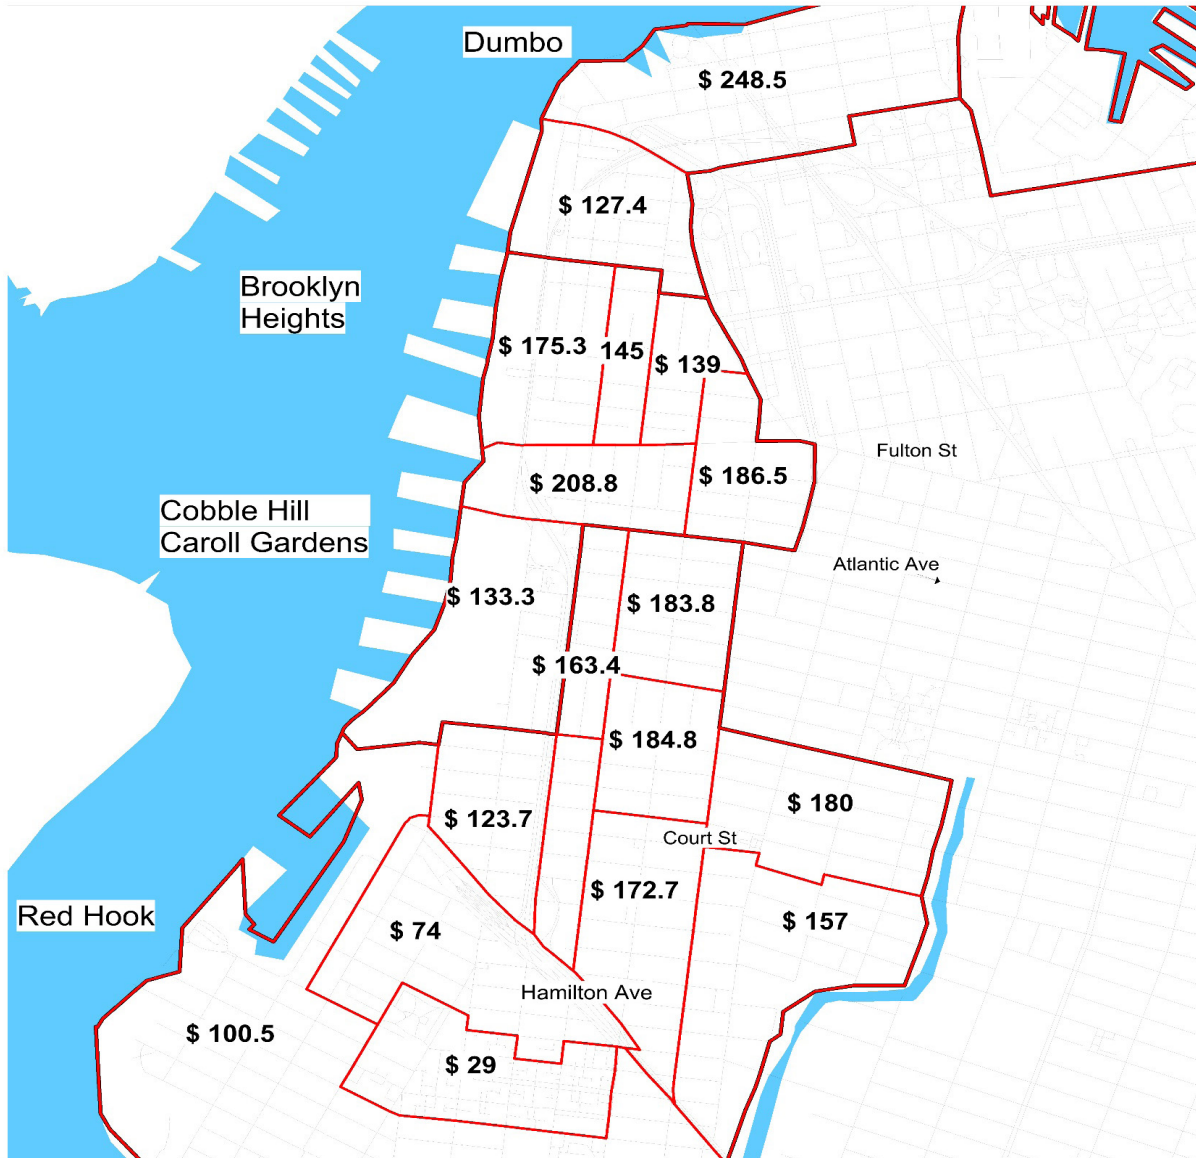 Dumbo
$ 248.5
$ 127.4
Brooklyn
Heights
$ 175.3
145
$ 139
Fulton St
$ 186.5
$ 208.8
Cobble Hill
Caroll Gardens
Atlantic Ave
$ 133.3
$ 183.8
$ 163.4
$ 184.8
$ 180
$ 123.7
Court St
$ 172.7
Red Hook
$ 157
$ 74
Hamilton Ave
$ 100.5
$ 29